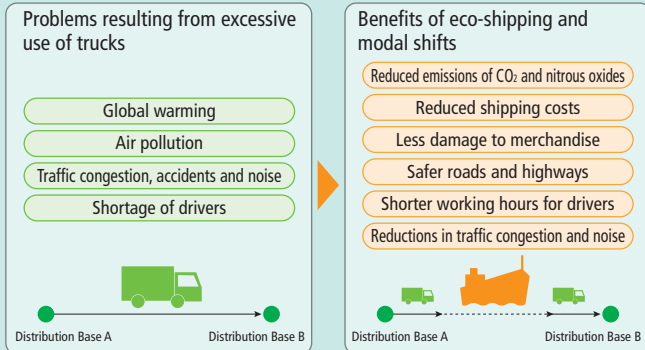 Problems resulting from excessive
use of trucks
Global warming
Air pollution
Traffic congestion, accidents and noise
Shortage of drivers
Distribution Base A
Distribution Base B
Benefits of eco-shipping and
modal shifts
Reduced emissions of CO₂ and nitrous oxides
Reduced shipping costs
Less damage to merchandise
Safer roads and highways
Shorter working hours for drivers
Reductions in traffic congestion and noise
Distribution Base A
Distribution Base B